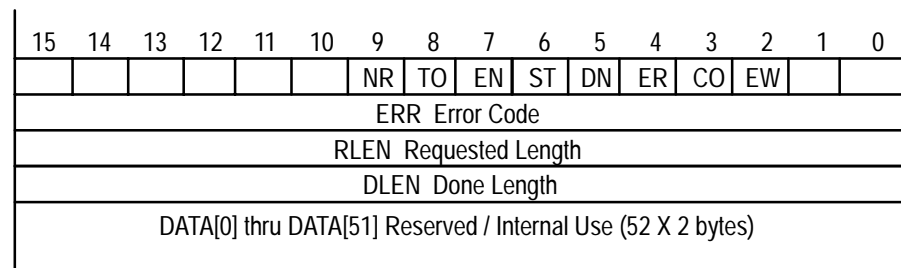 15 14 13 12 11 10 9 8 7 6 5 4 3 2 1 0
NR TO EN ST DN ER CO EW
ERR Error Code
RLEN Requested Length
DLEN Done Length
DATA[0] thru DATA[51] Reserved / Internal Use (52 X 2 bytes)